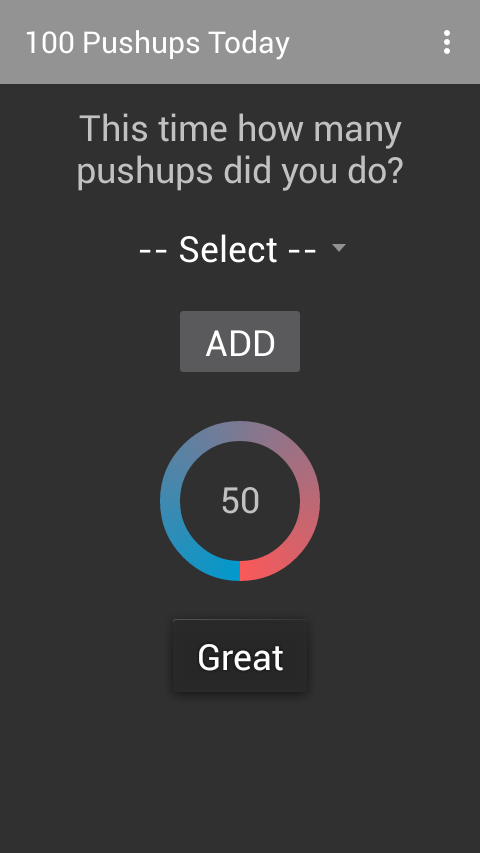 100 Pushups Today
This time how many
pushups did you do?
-- Select --
ADD
50
Great